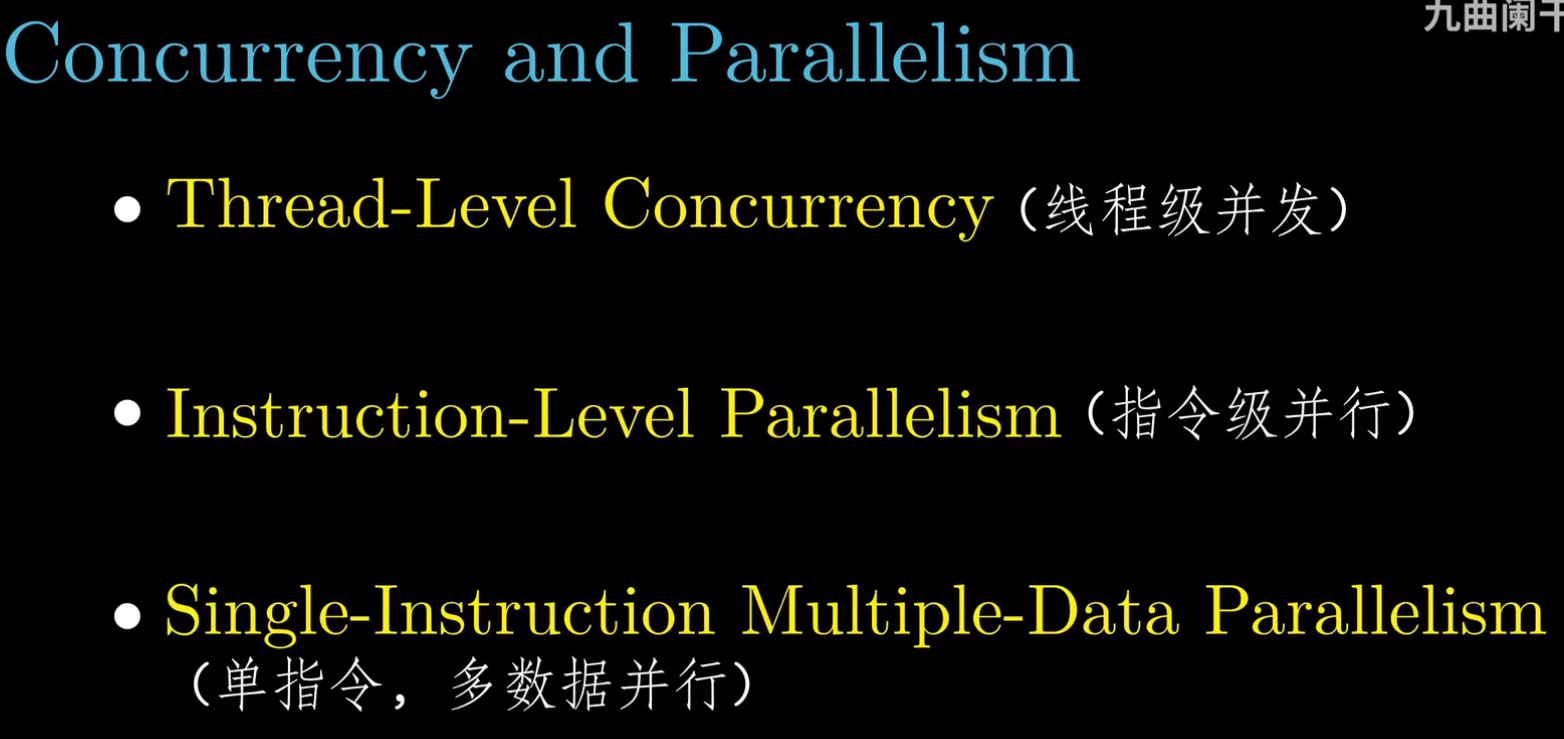 九曲阑干
Concurrency and Parallelism
• Thread-Level Concurrency（线程级并发）
• Instruction-Level Parallelism（指令级并行）
• Single-Instruction Multiple-Data Parallelism
（单指令，多数据并行）